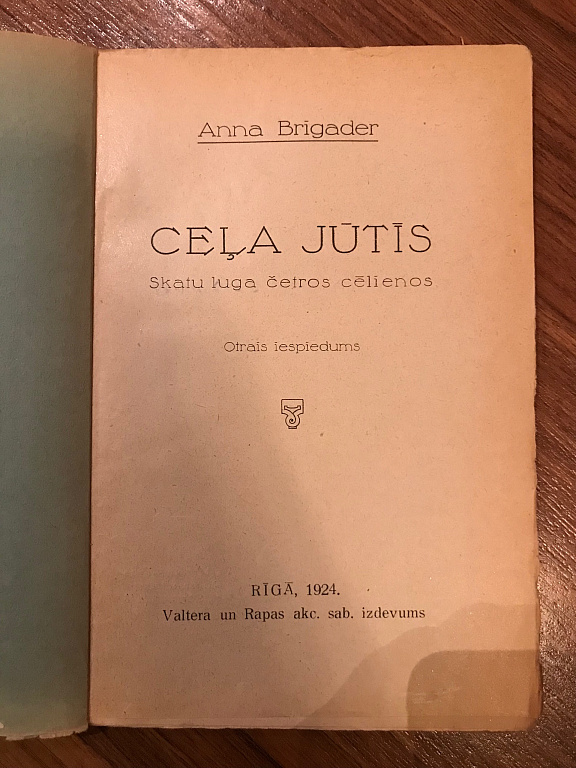 Anna Brigader
CEĻA JŪTĪS
Skatu luga četros cēlienos
Otrais iespiedums
RĪGĀ, 1924.
Valtera un Rapas akc. sab. izdevums